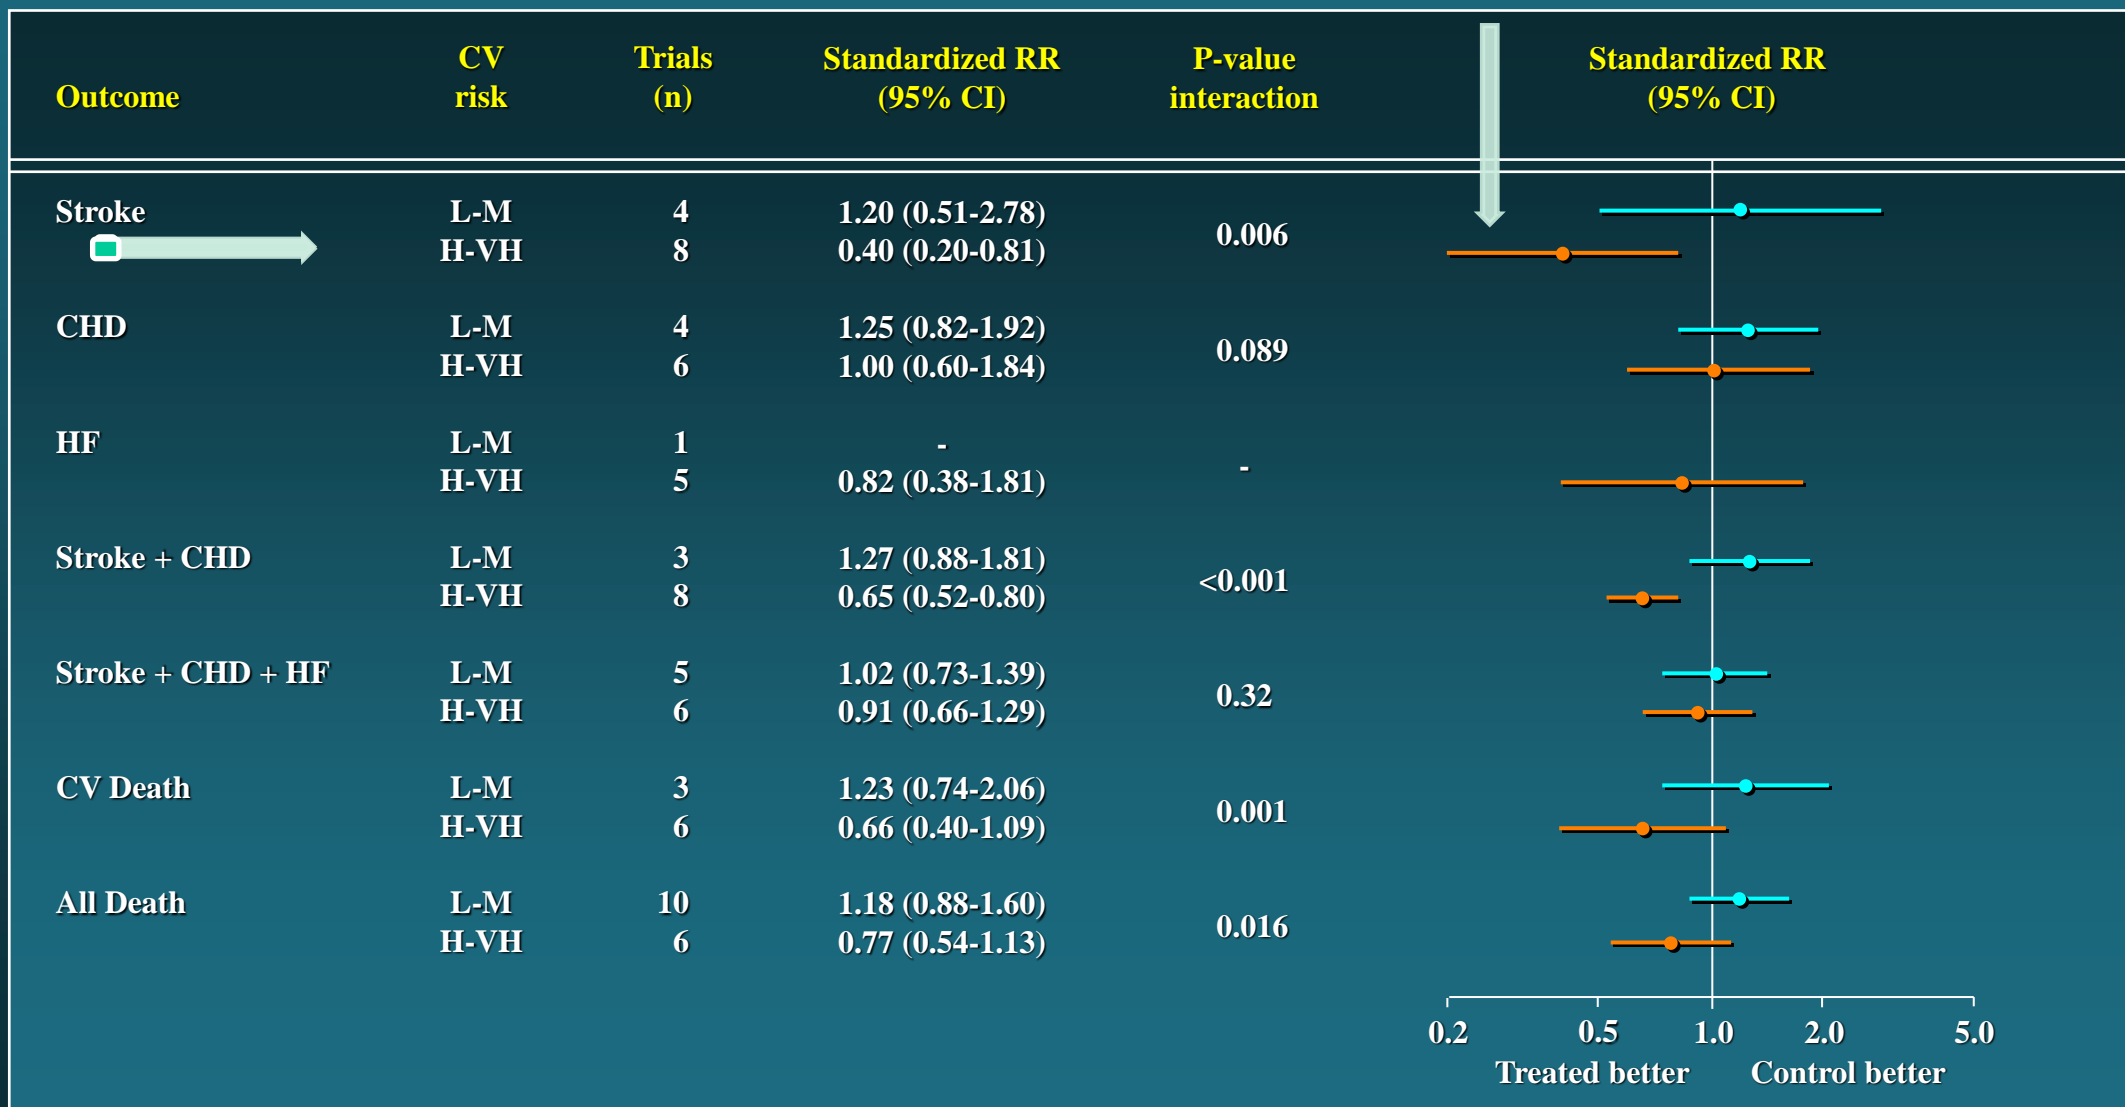 Outcome CV risk Trials (n) Standardized RR (95% CI) P-value interaction Standardized RR (95% CI)
Stroke L-M 4 1.20 (0.51-2.78) 0.006
H-VH 8 0.40 (0.20-0.81)
CHD L-M 4 1.25 (0.82-1.92) 0.089
H-VH 6 1.00 (0.60-1.84)
HF L-M 1 - -
H-VH 5 0.82 (0.38-1.81)
Stroke + CHD L-M 3 1.27 (0.88-1.81) <0.001
H-VH 8 0.65 (0.52-0.80)
Stroke + CHD + HF L-M 5 1.02 (0.73-1.39) 0.32
H-VH 6 0.91 (0.66-1.29)
CV Death L-M 3 1.23 (0.74-2.06) 0.001
H-VH 6 0.66 (0.40-1.09)
All Death L-M 10 1.18 (0.88-1.60) 0.016
H-VH 6 0.77 (0.54-1.13)
0.2 0.5 1.0 2.0 5.0
Treated better Control better